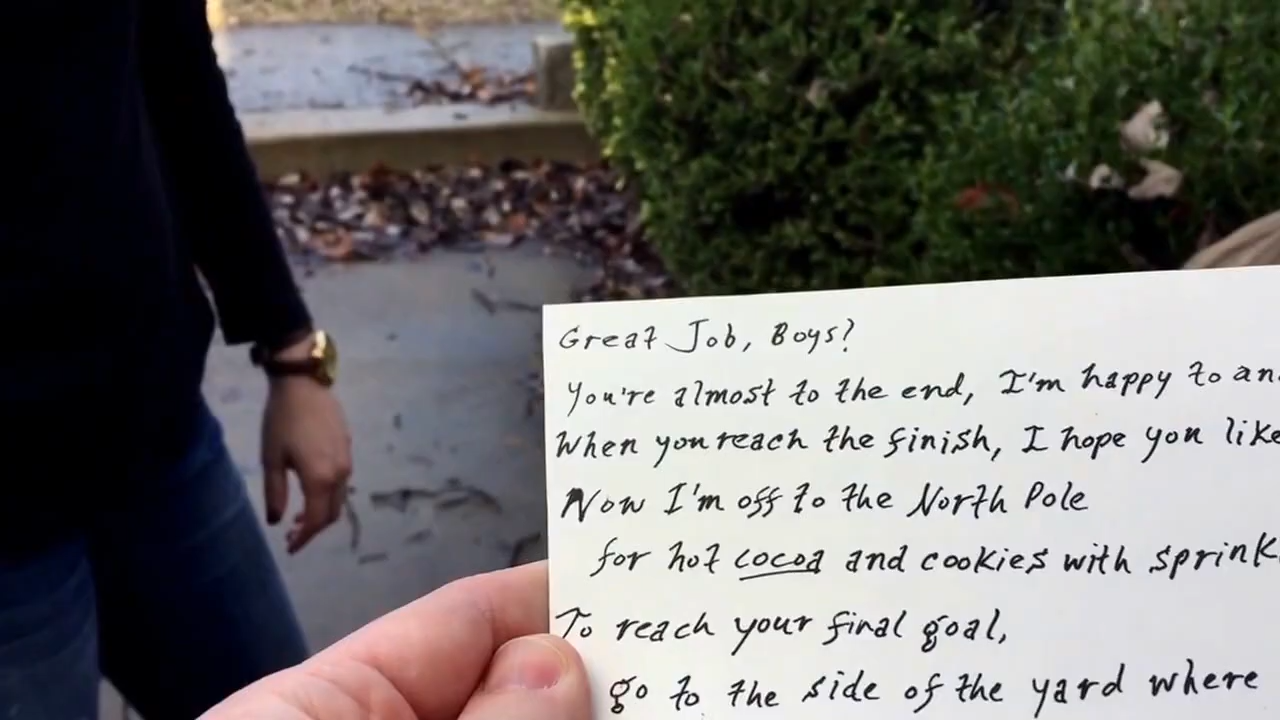 Great Job, Boys?
You're almost to the end, I'm happy to an
When you reach the finish, I hope you like
Now I'm off to the North Pole
for hot cocoa and cookies with sprink
To reach your final goal,
go to the side of the yard where